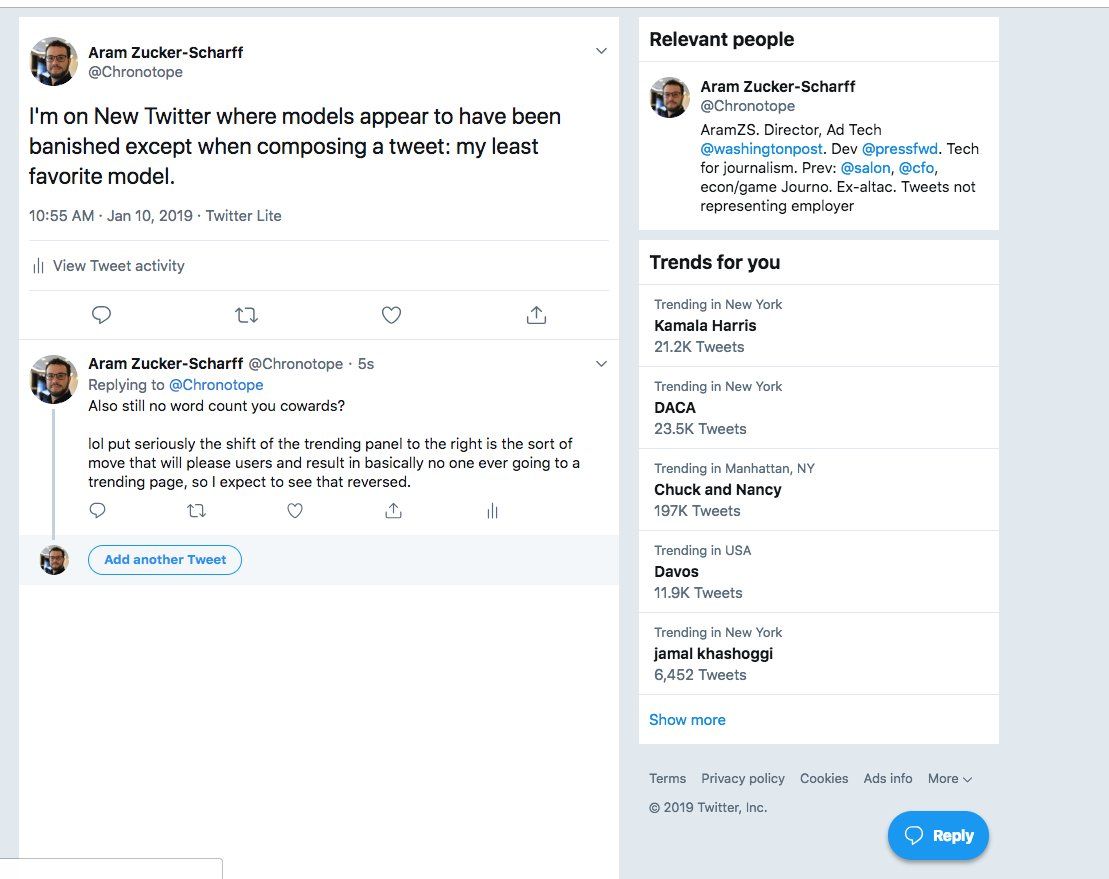 Aram Zucker-Scharff
@Chronotope
I'm on New Twitter where models appear to have been
banished except when composing a tweet: my least
favorite model.
10:55 AM · Jan 10, 2019 · Twitter Lite
View Tweet activity
Aram Zucker-Scharff @Chronotope · 5s
Replying to @Chronotope
Also still no word count you cowards?
lol put seriously the shift of the trending panel to the right is the sort of
move that will please users and result in basically no one ever going to a
trending page, so I expect to see that reversed.
Add another Tweet
Relevant people
Aram Zucker-Scharff
@Chronotope
AramZS. Director, Ad Tech
@washingtonpost. Dev @pressfwd. Tech
for journalism. Prev: @salon, @cfo,
econ/game Journo. Ex-altac. Tweets not
representing employer
Trends for you
Trending in New York
Kamala Harris
21.2K Tweets
Trending in New York
DACA
23.5K Tweets
Trending in Manhattan, NY
Chuck and Nancy
197K Tweets
Trending in USA
Davos
11.9K Tweets
Trending in New York
jamal khashoggi
6,452 Tweets
Show more
Terms Privacy policy Cookies Ads info More
© 2019 Twitter, Inc.
Reply